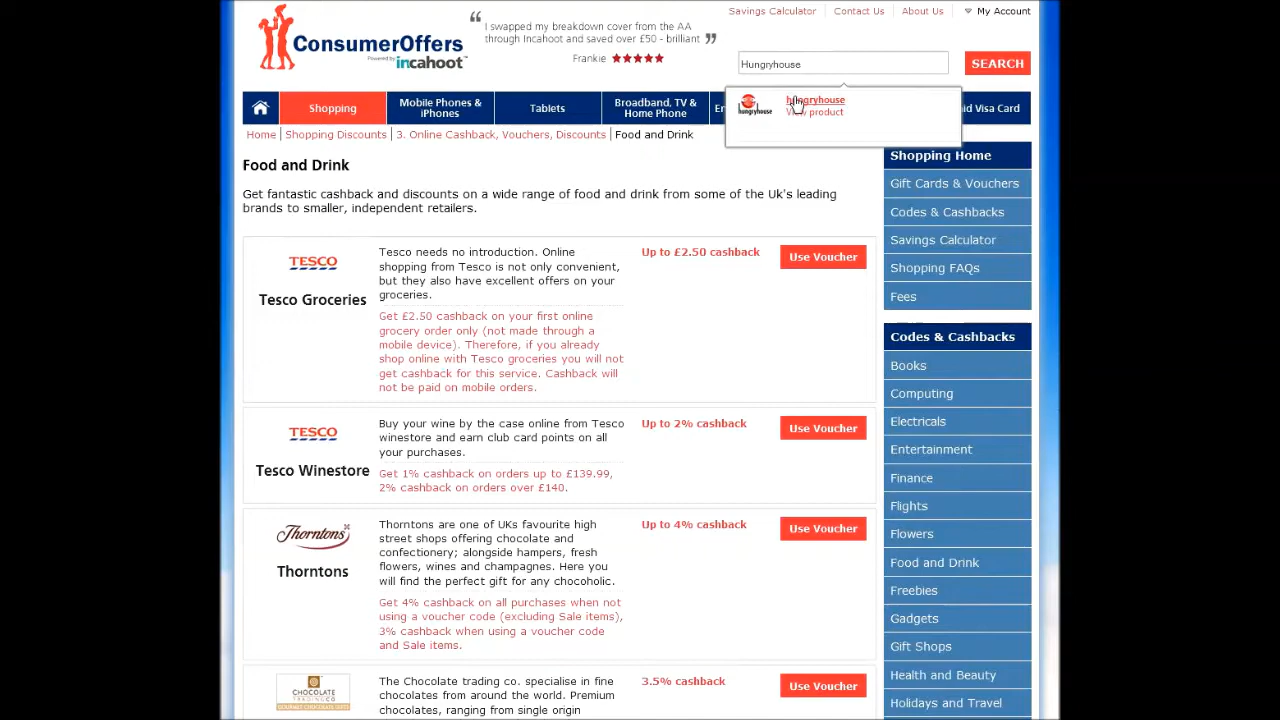 Savings Calculator | Contact Us | About Us | My Account
ConsumerOffers
Powered by incahoot
“ I swapped my breakdown cover from the AA
through Incahoot and saved over £50 - brilliant ”
Frankie ★★★★★
Hungryhouse
SEARCH
hungryhouse
hungryhouse
product
Shopping
Mobile Phones &
iPhones
Tablets
Broadband, TV &
Home Phone
Visa Card
Home | Shopping Discounts | 3. Online Cashback, Vouchers, Discounts | Food and Drink
Food and Drink
Get fantastic cashback and discounts on a wide range of food and drink from some of the Uk's leading
brands to smaller, independent retailers.
TESCO
Tesco Groceries
Tesco needs no introduction. Online
shopping from Tesco is not only convenient,
but they also have excellent offers on your
groceries.
Get £2.50 cashback on your first online
grocery order only (not made through a
mobile device). Therefore, if you already
shop online with Tesco groceries you will not
get cashback for this service. Cashback will
not be paid on mobile orders.
Up to £2.50 cashback
Use Voucher
TESCO
Tesco Winestore
Buy your wine by the case online from Tesco
winestore and earn club card points on all
your purchases.
Get 1% cashback on orders up to £139.99,
2% cashback on orders over £140.
Up to 2% cashback
Use Voucher
Thorntons
Thorntons
Thorntons are one of UKs favourite high
street shops offering chocolate and
confectionery; alongside hampers, fresh
flowers, wines and champagnes. Here you
will find the perfect gift for any chocoholic.
Get 4% cashback on all purchases when not
using a voucher code (excluding Sale items),
3% cashback when using a voucher code
and Sale items.
Up to 4% cashback
Use Voucher
CHOCOLATE
TRADING CO
GOURMET CHOCOLATE GIFTS
The Chocolate trading co. specialise in fine
chocolates from around the world. Premium
chocolates, ranging from single origin
3.5% cashback
Use Voucher
Shopping Home
Gift Cards & Vouchers
Codes & Cashbacks
Savings Calculator
Shopping FAQs
Fees
Codes & Cashbacks
Books
Computing
Electricals
Entertainment
Finance
Flights
Flowers
Food and Drink
Freebies
Gadgets
Gift Shops
Health and Beauty
Holidays and Travel